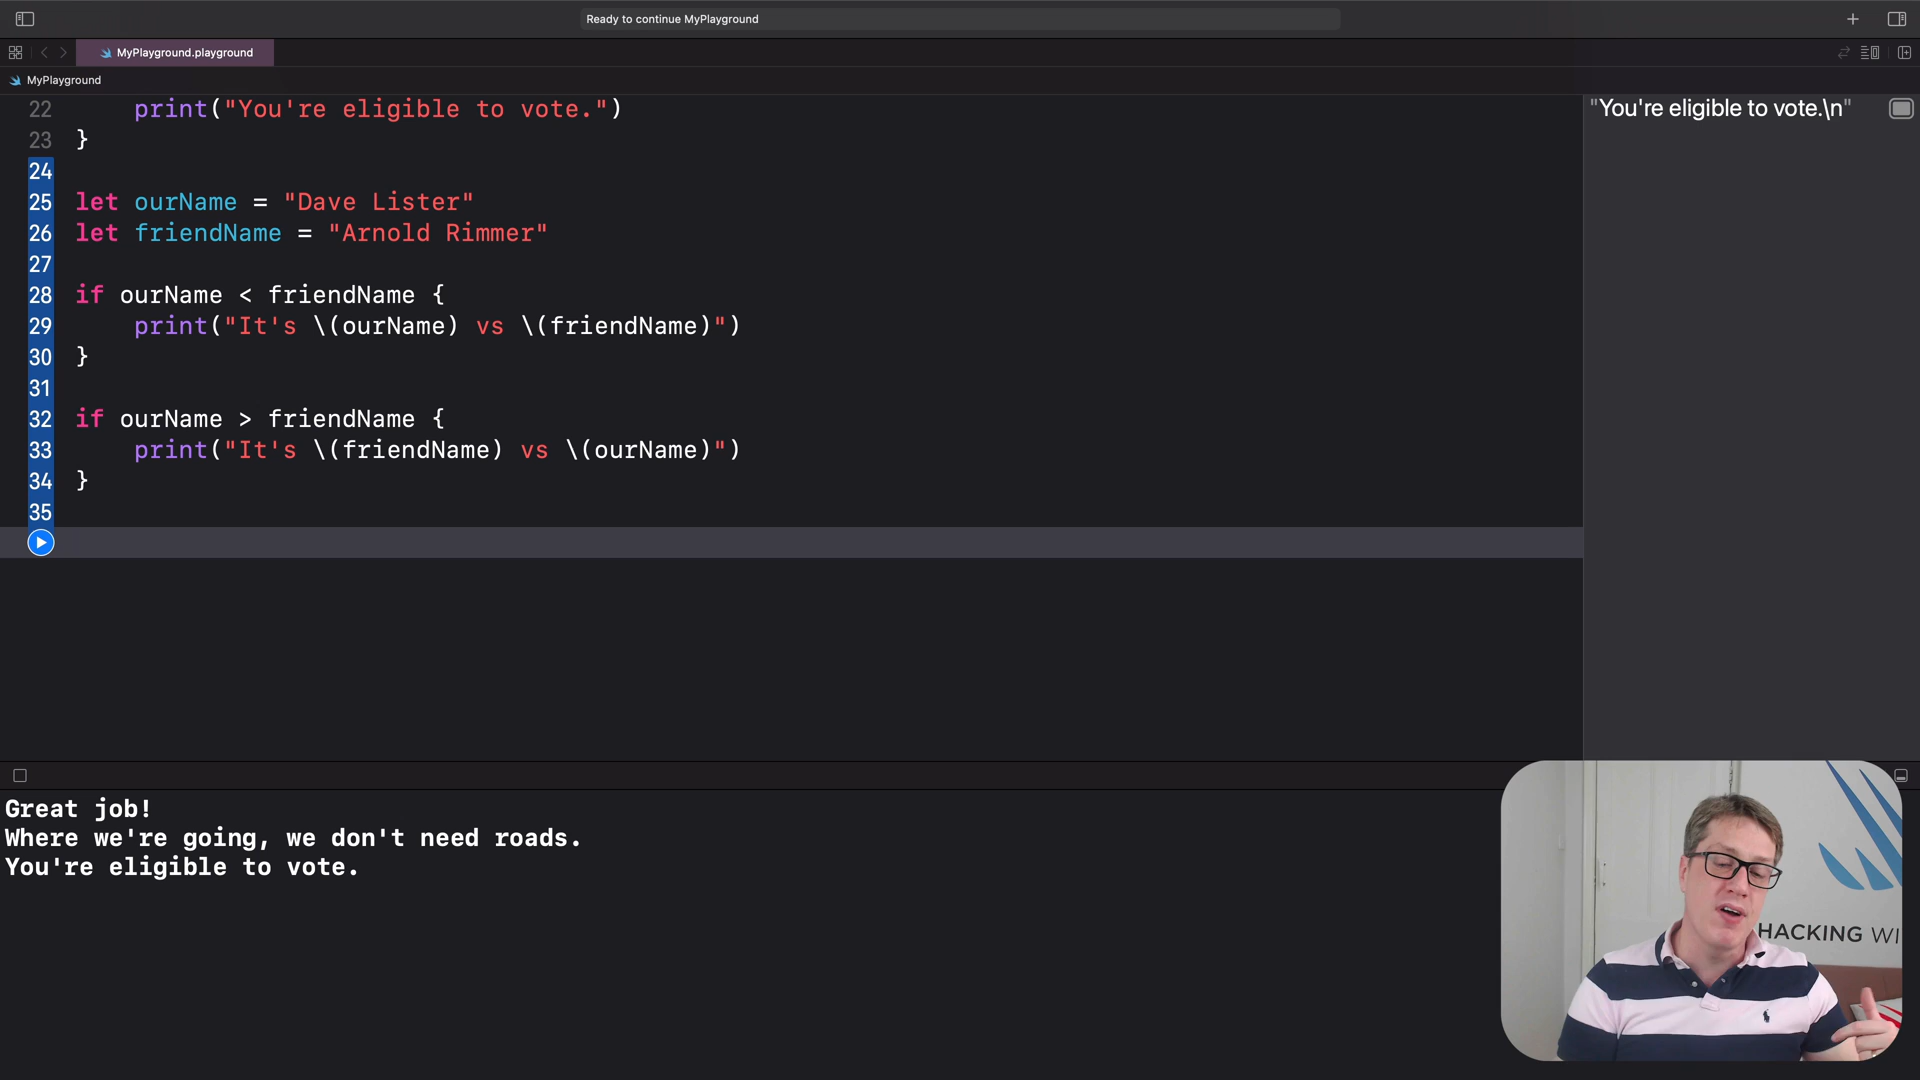 Ready to continue MyPlayground
MyPlayground.playground
MyPlayground
22     print("You're eligible to vote.")
"You're eligible to vote.\n"
23 }
24
25 let ourName = "Dave Lister"
26 let friendName = "Arnold Rimmer"
27
28 if ourName < friendName {
29     print("It's \(ourName) vs \(friendName)")
30 }
31
32 if ourName > friendName {
33     print("It's \(friendName) vs \(ourName)")
34 }
35
Great job!
Where we're going, we don't need roads.
You're eligible to vote.
HACKING WI